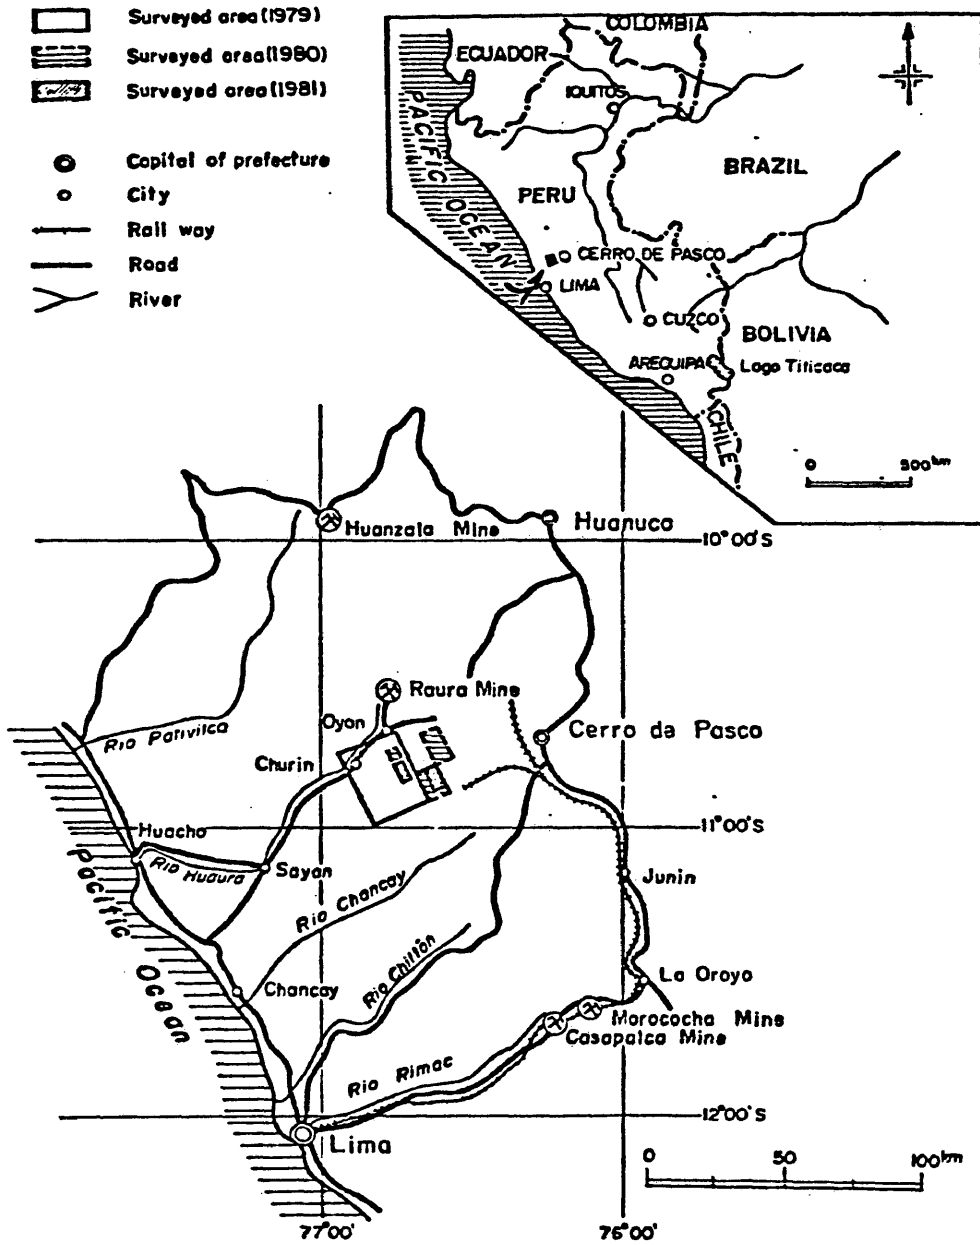 Surveyed area(1979)
Surveyed area(1980)
Surveyed area(1981)
Capital of prefecture
City
Rail way
Road
River
COLOMBIA
ECUADOR
IQUITOS
BRAZIL
PERU
PACIFIC OCEAN
CERRO DE PASCO
LIMA
CUZCO
BOLIVIA
AREQUIPA
Lago Titicaca
CHILE
0 500km
Huanzala Mine
Huanuco
10°00'S
Raura Mine
Oyon
Rio Pativilca
Cerro de Pasco
Churin
11°00'S
Huacho
Rio Huaura
Sayan
Junin
Rio Chancay
Pacific Ocean
Rio Chillón
Chancay
La Oroya
Morococha Mine
Casapalca Mine
Rio Rimac
12°00'S
Lima
0 50 100km
77°00' 76°00'